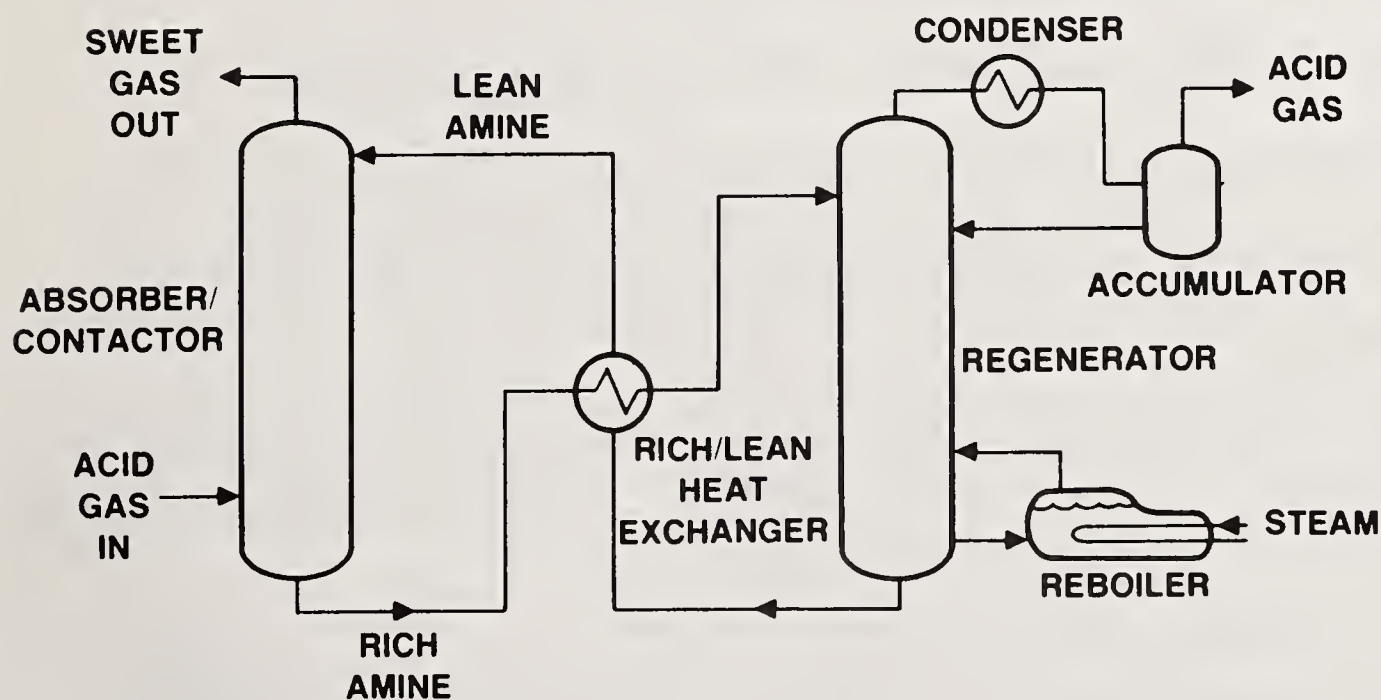 SWEET
GAS
OUT
LEAN
AMINE
CONDENSER
ACID
GAS
ABSORBER/
CONTACTOR
ACCUMULATOR
REGENERATOR
ACID
GAS
IN
RICH/LEAN
HEAT
EXCHANGER
STEAM
REBOILER
RICH
AMINE